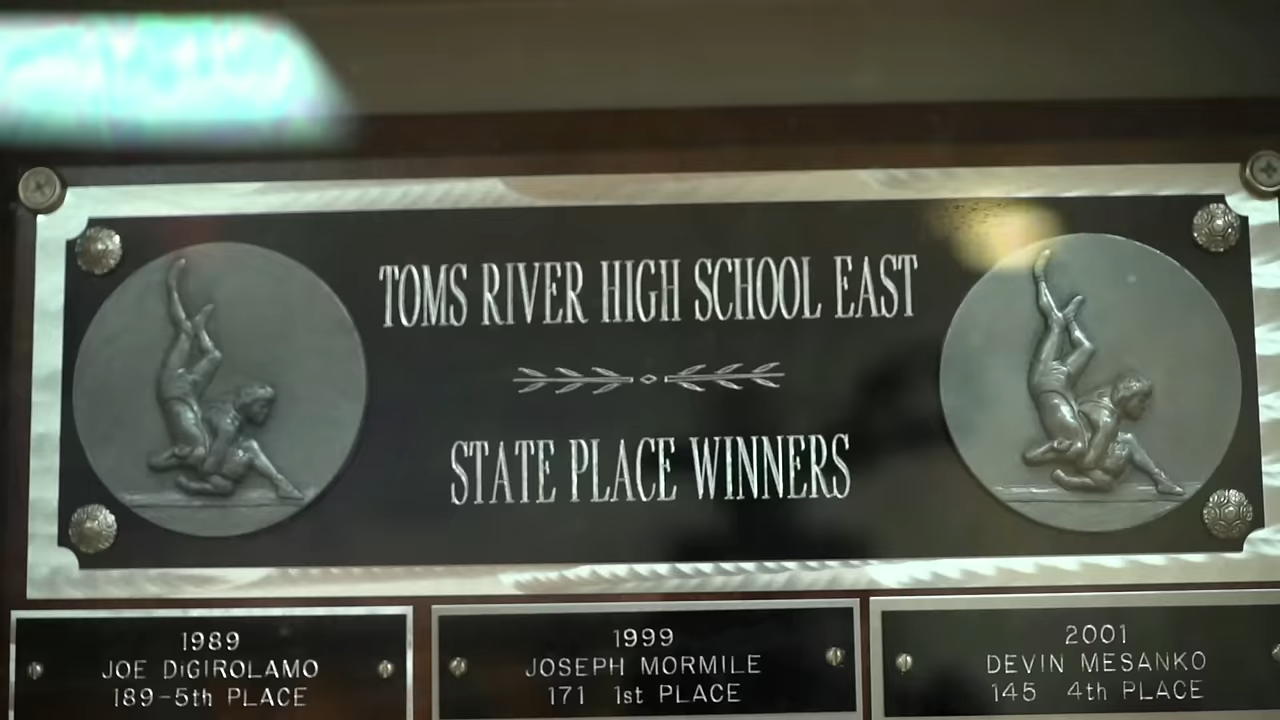 TOMS RIVER HIGH SCHOOL EAST
STATE PLACE WINNERS
1989
JOE DiGIROLAMO
189-5th PLACE
1999
JOSEPH MORMILE
171 1st PLACE
2001
DEVIN MESANKO
145 4th PLACE